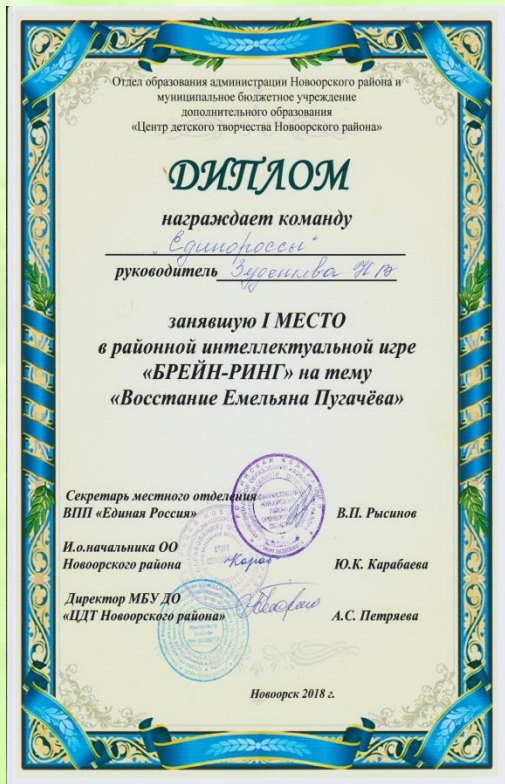 Отдел образования администрации Новоорского района и
муниципальное бюджетное учреждение
дополнительного образования
«Центр детского творчества Новоорского района»
ДИПЛОМ
награждает команду
"Единороссы"
руководитель
занявшую I МЕСТО
в районной интеллектуальной игре
«БРЕЙН-РИНГ» на тему
«Восстание Емельяна Пугачёва»
Секретарь местного отделения
ВПП «Единая Россия» В.П. Рысинов
И.о.начальника ОО
Новоорского района Ю.К. Карабаева
Директор МБУ ДО
«ЦДТ Новоорского района» А.С. Петряева
Новоорск 2018 г.